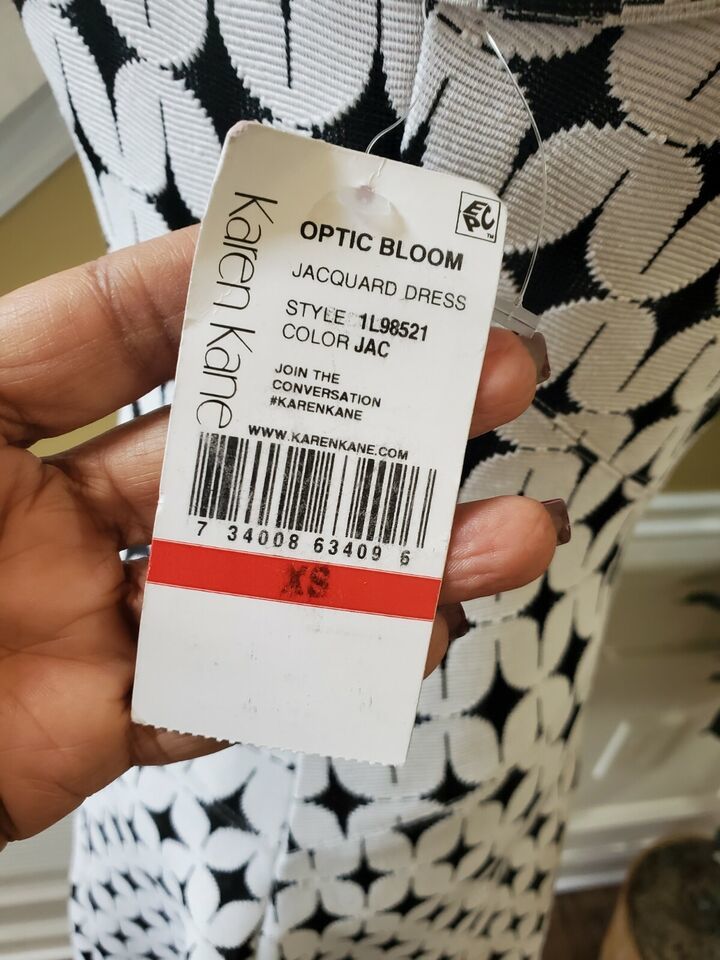 Karen Kane
EPC™
OPTIC BLOOM
JACQUARD DRESS
STYLE 1L98521
COLOR JAC
JOIN THE
CONVERSATION
#KARENKANE
WWW.KARENKANE.COM
7 34008 63409 6
XS